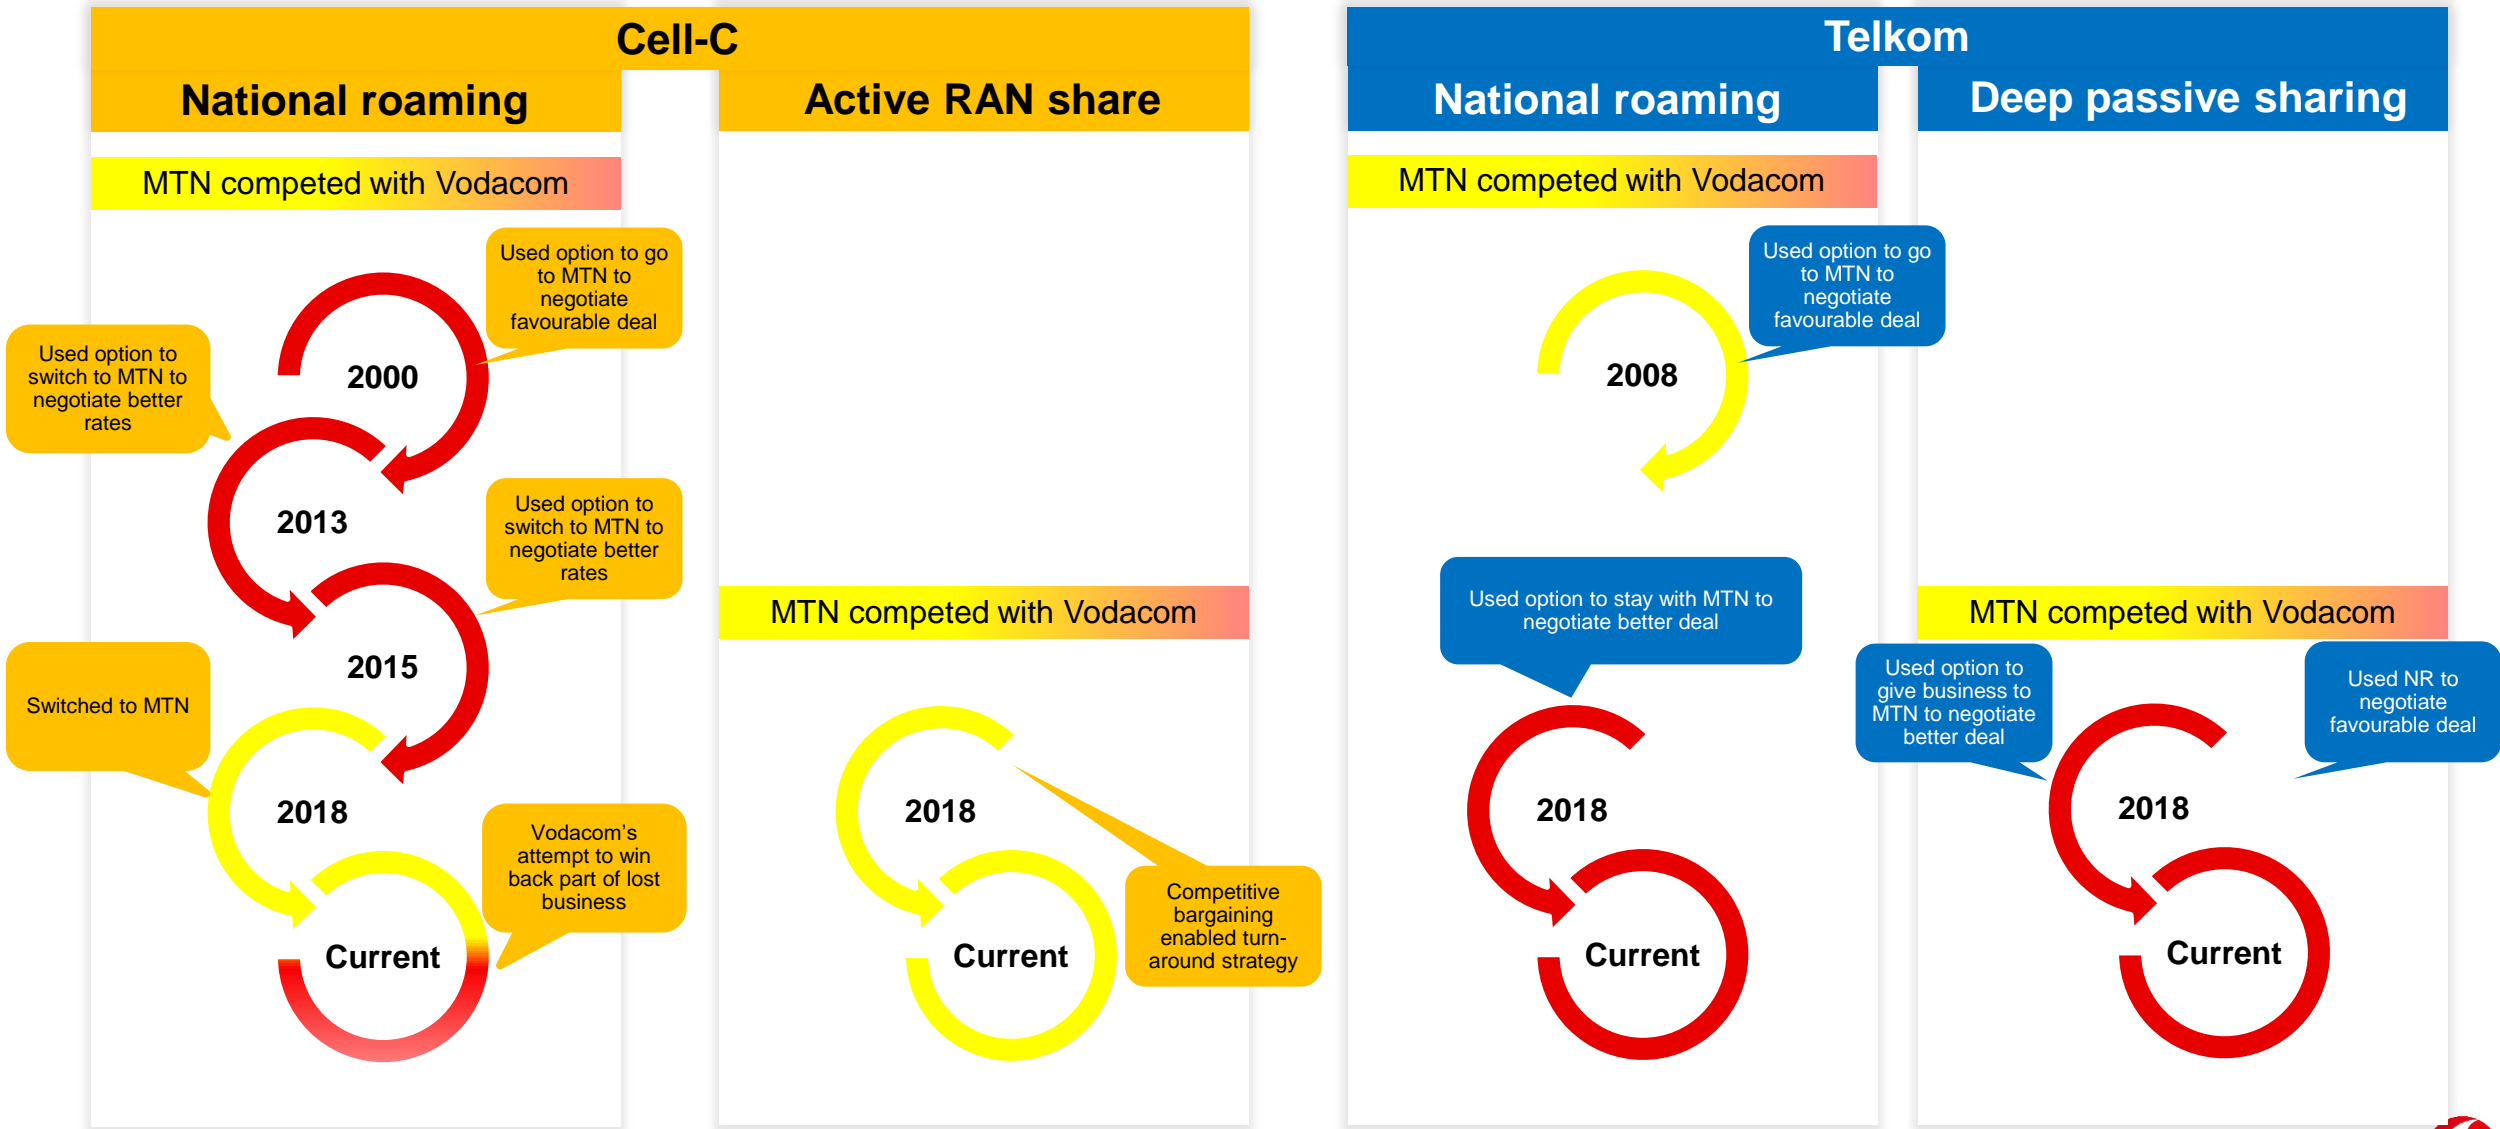 Cell-C
National roaming
MTN competed with Vodacom
Used option to go
to MTN to
negotiate
favourable deal
2000
Used option to
switch to MTN to
negotiate better
rates
2013
Used option to
switch to MTN to
negotiate better
rates
2015
Switched to MTN
2018
Vodacom’s
attempt to win
back part of lost
business
Current
Active RAN share
MTN competed with Vodacom
2018
Competitive
bargaining
enabled turn-
around strategy
Current
Telkom
National roaming
MTN competed with Vodacom
Used option to go
to MTN to
negotiate
favourable deal
2008
Used option to stay with MTN to
negotiate better deal
2018
Current
Deep passive sharing
MTN competed with Vodacom
Used option to
give business to
MTN to negotiate
better deal
Used NR to
negotiate
favourable deal
2018
Current